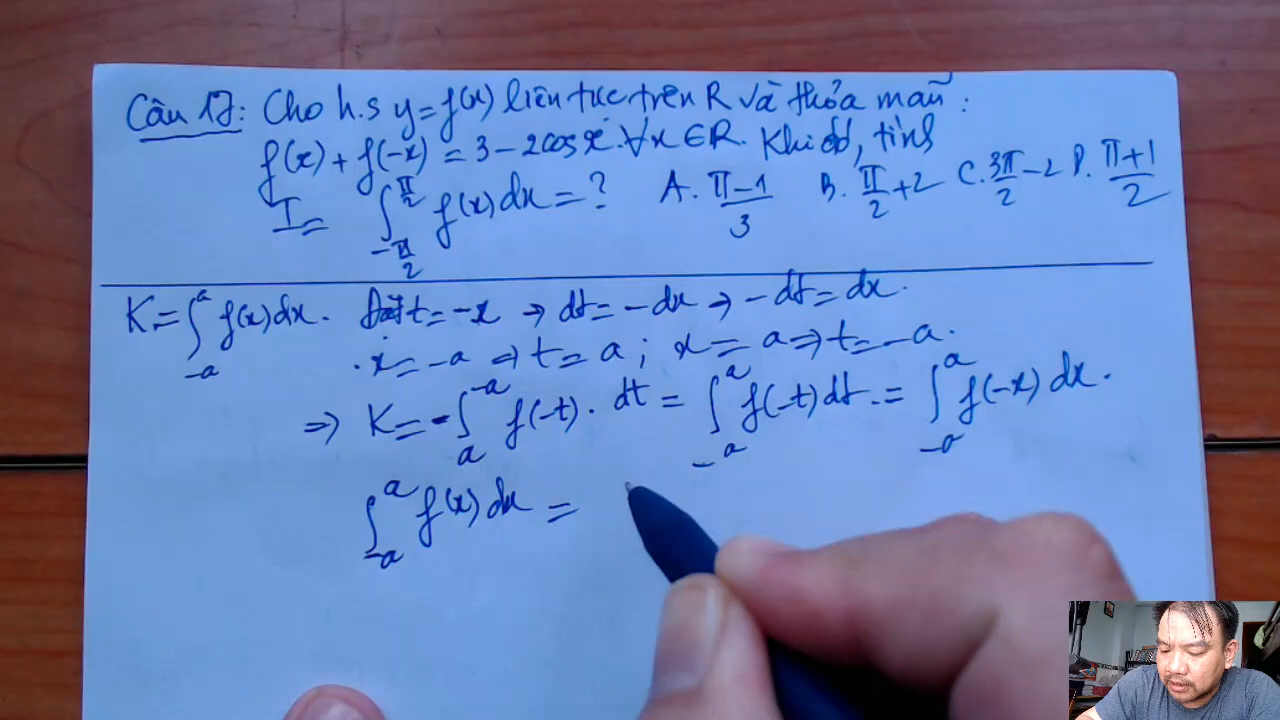 Câu 17: Cho h.s y=f(x) liên tục trên R và thỏa mãn:
f(x) + f(-x) = 3 - 2cosx. ∀x ∈ R. Khi đó, tính
I = ∫_{-π/2}^{π/2} f(x)dx = ? A. (π-1)/3 B. π/2 + 2 C. 3π/2 - 2 D. (π+1)/2
K = ∫_{-a}^{a} f(x)dx. Đặt t = -x ⇒ dt = -dx ⇒ -dt = dx.
. x = -a ⇒ t = a ; x = a ⇒ t = -a.
⇒ K = -∫_{a}^{-a} f(-t). dt = ∫_{-a}^{a} f(-t)dt. = ∫_{-a}^{a} f(-x)dx.
∫_{-a}^{a} f(x)dx =